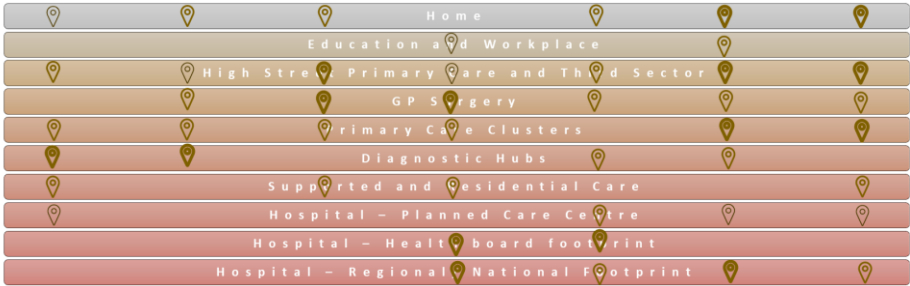 Home
Education and Workplace
High Street Primary Care and Third Sector
GP Surgery
Primary Care Clusters
Diagnostic Hubs
Supported and Residential Care
Hospital – Planned Care Centre
Hospital – Health board footprint
Hospital – Regional National Footprint